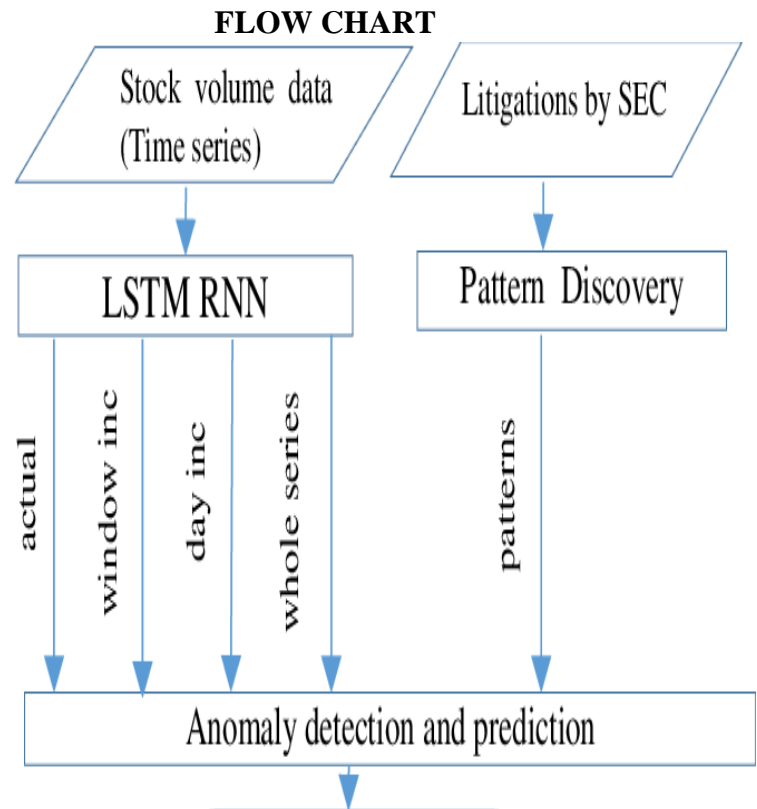 FLOW CHART
Stock volume data
(Time series)
Litigations by SEC
LSTM RNN
Pattern Discovery
actual
window inc
day inc
whole series
patterns
Anomaly detection and prediction